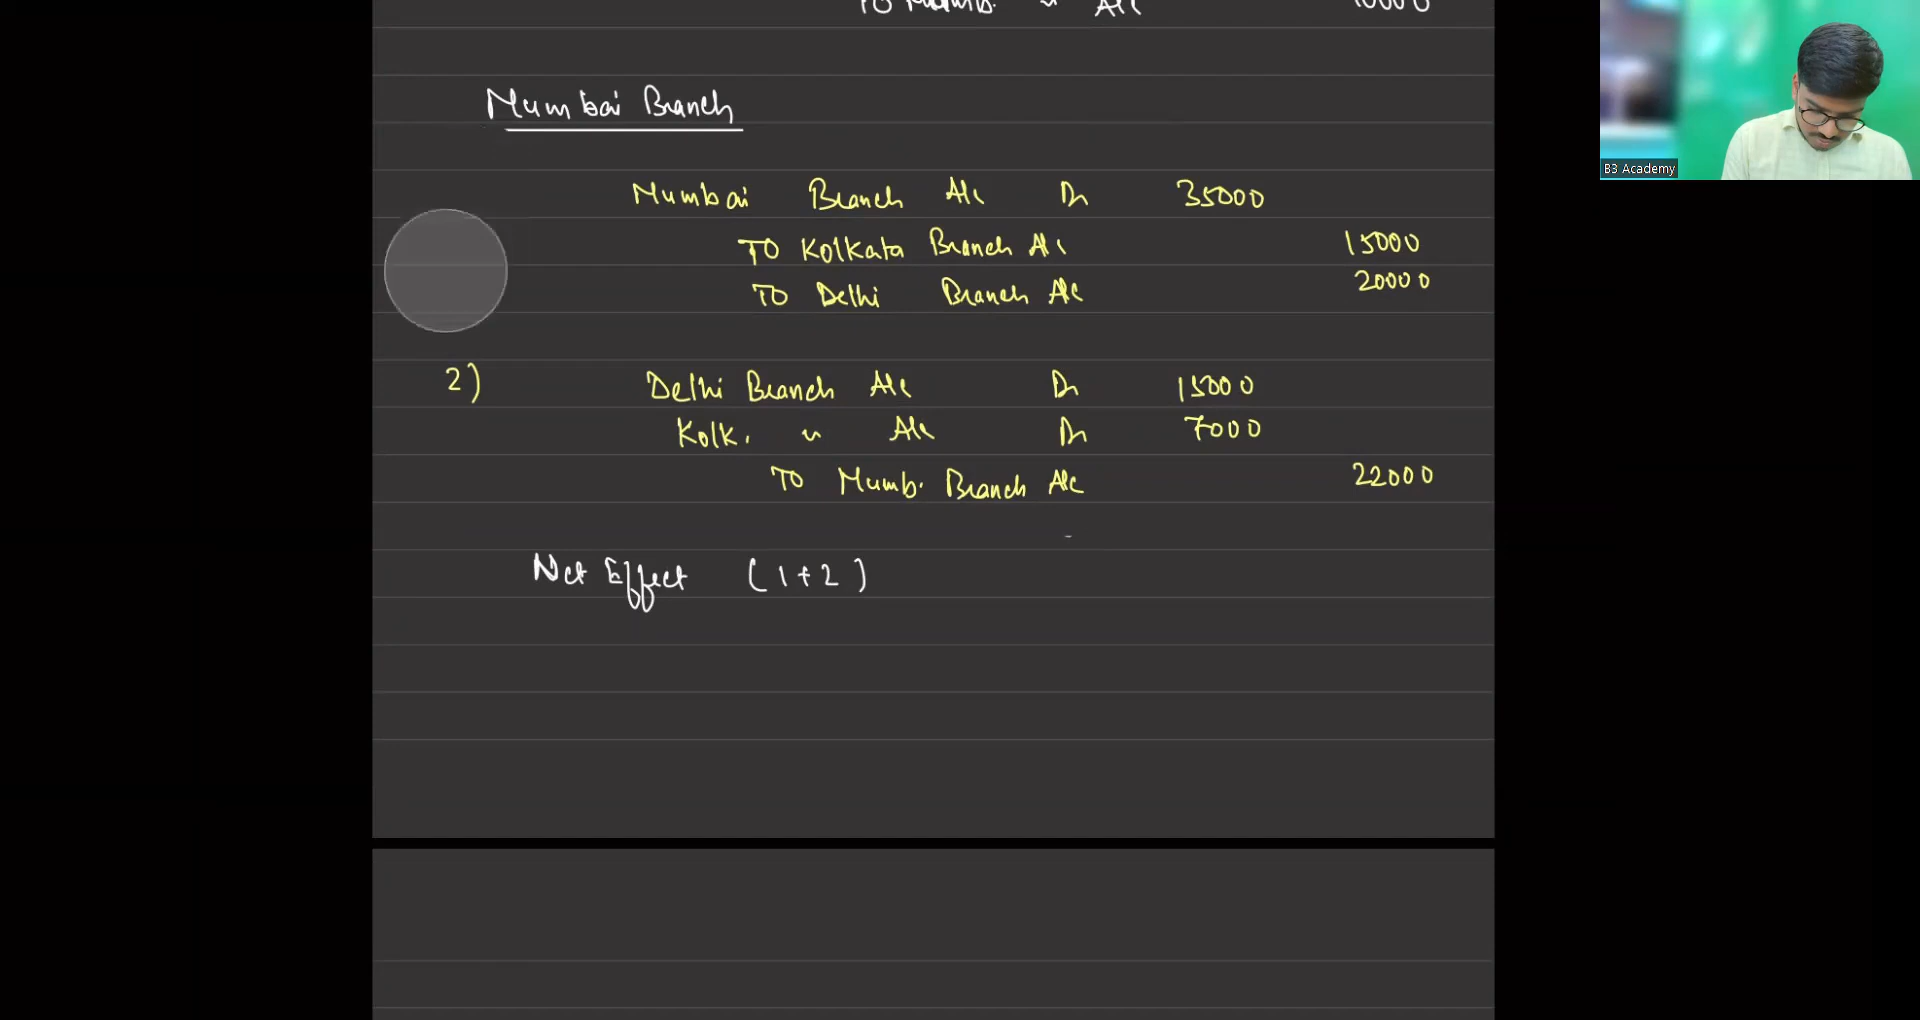 B3 Academy
Mumbai Branch
Mumbai Branch A/c Dr 35000
TO Kolkata Branch A/c 15000
TO Delhi Branch A/c 20000
2) Delhi Branch A/c Dr 15000
Kolk. " A/c Dr 7000
TO Mumb. Branch A/c 22000
Net Effect (1+2)